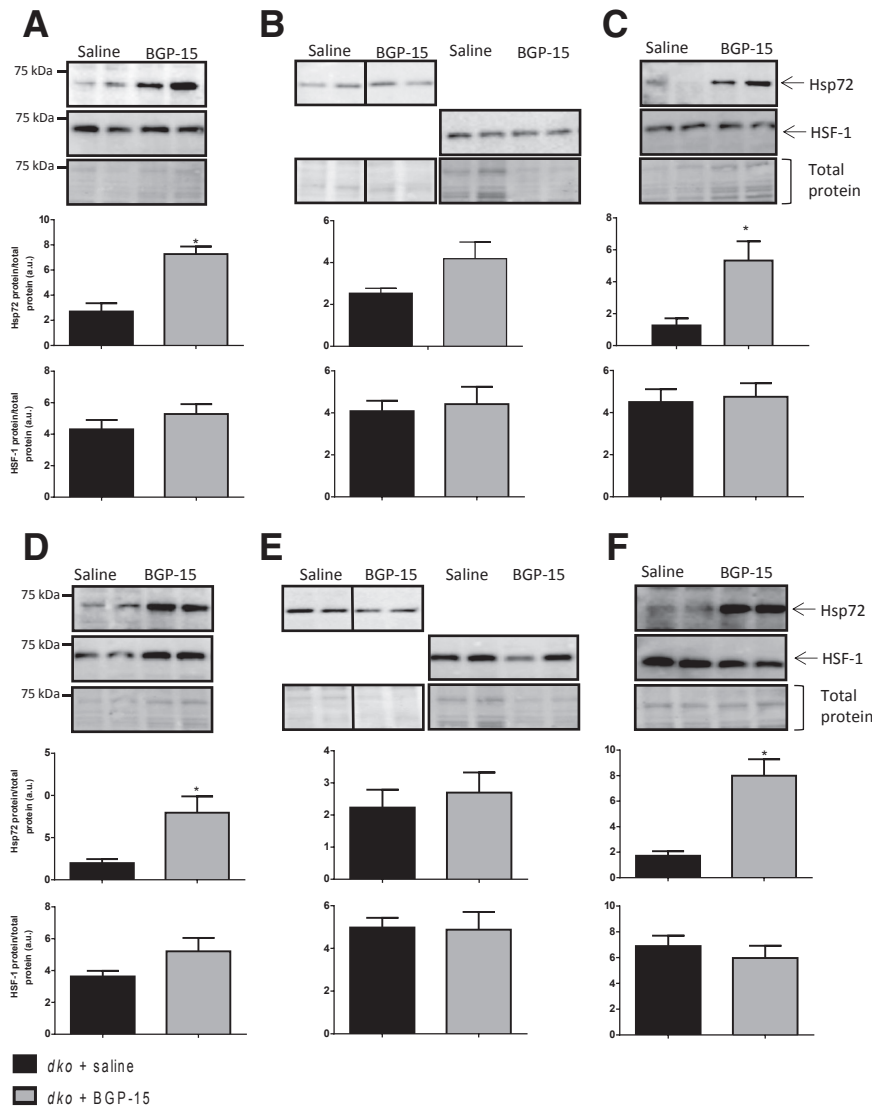 A
B
C
Saline BGP-15
Saline BGP-15 Saline BGP-15
Saline BGP-15
75 kDa
75 kDa
75 kDa
Hsp72
HSF-1
Total
protein
Hsp72 protein/total
protein (a.u.)
10
8
6
4
2
0
*
6
4
2
0
8
6
4
2
0
*
HSF-1 protein/total
protein (a.u.)
8
6
4
2
0
6
4
2
0
6
4
2
0
D
E
F
Saline BGP-15
Saline BGP-15 Saline BGP-15
Saline BGP-15
75 kDa
75 kDa
75 kDa
Hsp72
HSF-1
Total
protein
Hsp72 protein/total
protein (a.u.)
5
0
5
0
*
4
3
2
1
0
10
8
6
4
2
0
*
HSF-1 protein/total
protein (a.u.)
8
6
4
2
0
6
5
4
3
2
1
0
10
8
6
4
2
0
dko + saline
dko + BGP-15